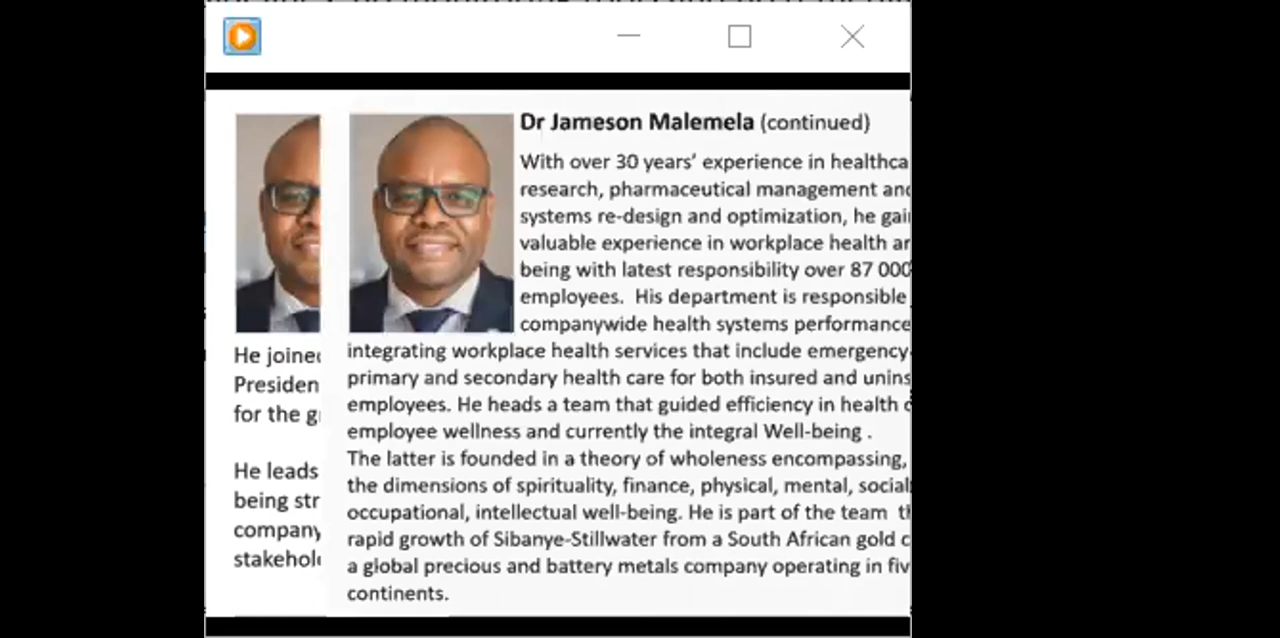 Dr Jameson Malemela (continued)
With over 30 years' experience in healthca
research, pharmaceutical management and
systems re-design and optimization, he gai
valuable experience in workplace health ar
being with latest responsibility over 87 000
employees. His department is responsible
companywide health systems performance
integrating workplace health services that include emergency
primary and secondary health care for both insured and unins
employees. He heads a team that guided efficiency in health c
employee wellness and currently the integral Well-being .
The latter is founded in a theory of wholeness encompassing,
the dimensions of spirituality, finance, physical, mental, social
occupational, intellectual well-being. He is part of the team th
rapid growth of Sibanye-Stillwater from a South African gold c
a global precious and battery metals company operating in fiv
continents.
He joined
Presiden
for the g
He leads
being str
company
stakehol